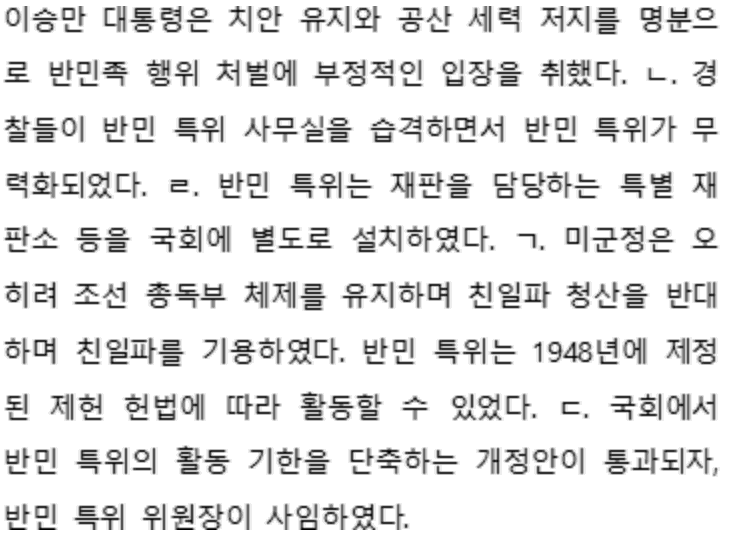 이승만 대통령은 치안 유지와 공산 세력 저지를 명분으
로 반민족 행위 처벌에 부정적인 입장을 취했다. ㄴ. 경
찰들이 반민 특위 사무실을 습격하면서 반민 특위가 무
력화되었다. ㄹ. 반민 특위는 재판을 담당하는 특별 재
판소 등을 국회에 별도로 설치하였다. ㄱ. 미군정은 오
히려 조선 총독부 체제를 유지하며 친일파 청산을 반대
하며 친일파를 기용하였다. 반민 특위는 1948년에 제정
된 제헌 헌법에 따라 활동할 수 있었다. ㄷ. 국회에서
반민 특위의 활동 기한을 단축하는 개정안이 통과되자,
반민 특위 위원장이 사임하였다.